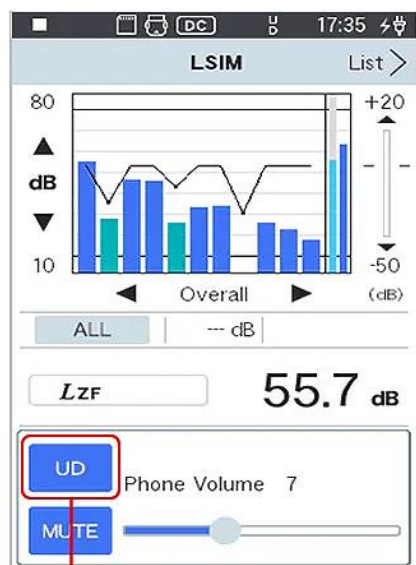 DC U D 17:35
LSIM List
80 +20
dB
10 -50
Overall (dB)
ALL --- dB
LZF 55.7 dB
UD
Phone Volume 7
MUTE